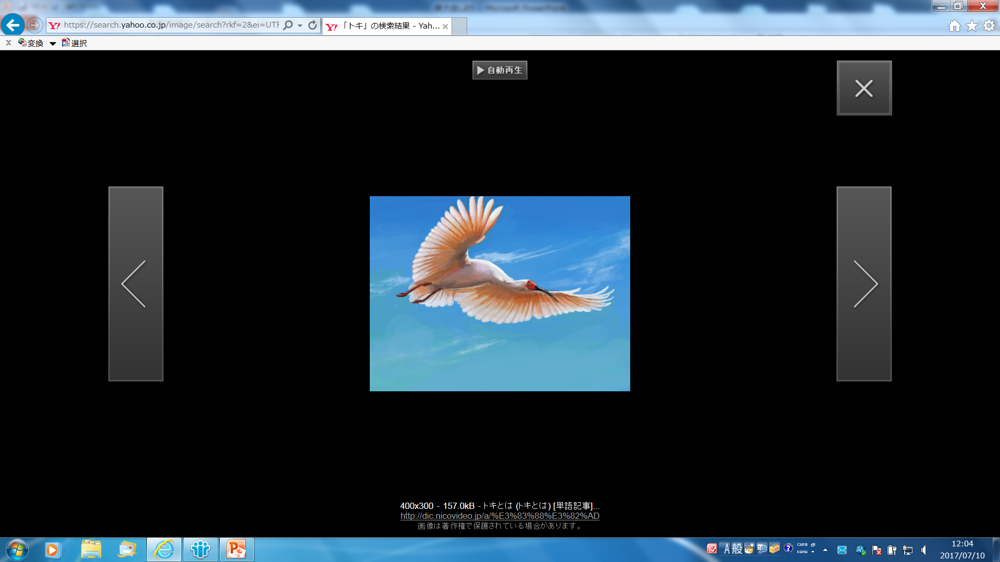 https://search.yahoo.co.jp/image/search?rkf=2&ei=UTF
「トキ」の検索結果 - Yah...
変換 選択
自動再生
400x300 - 157.0kB - トキとは (トキとは) [単語記事]...
http://dic.nicovideo.jp/a/%E3%83%88%E3%82%AD
画像は著作権で保護されている場合があります。
A 般 CAPS
KANA
12:04
2017/07/10